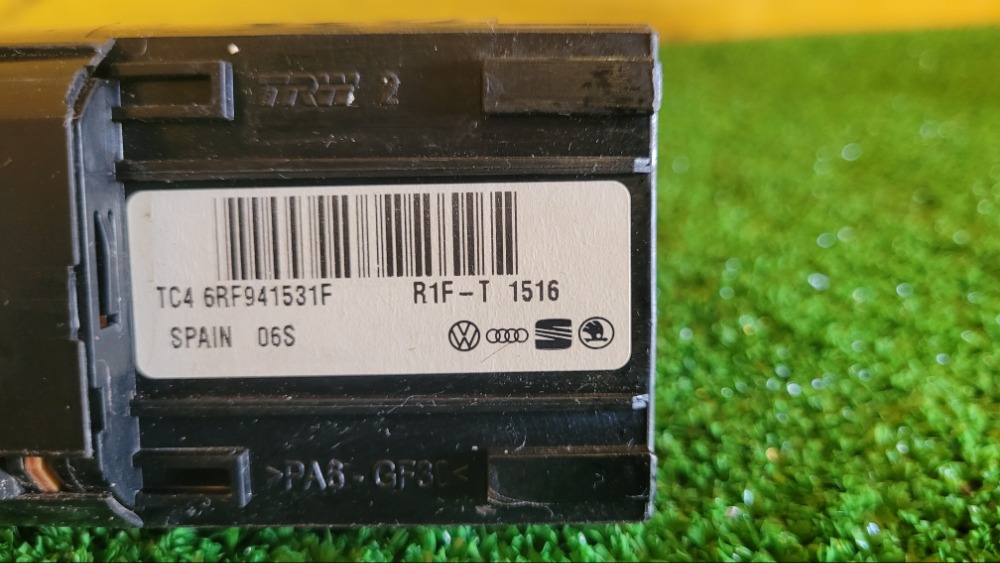 TRW 2
TC4 6RF941531F R1F-T 1516
SPAIN 06S
>PA6-GF30<